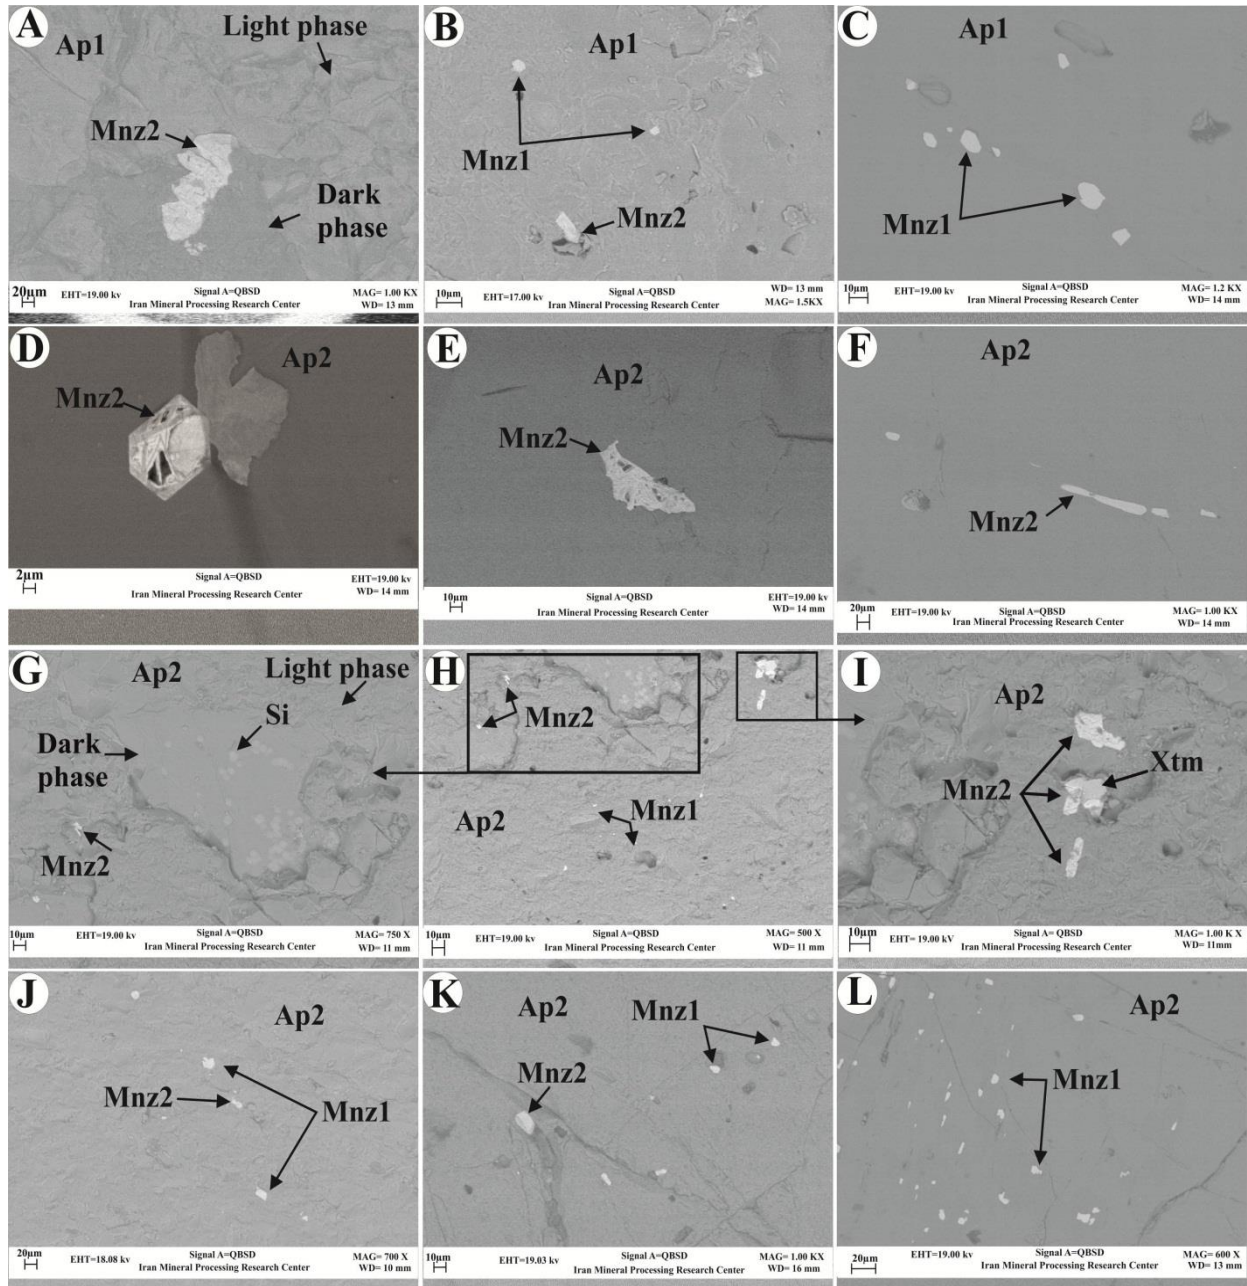 A
Ap1
Light phase
Mnz2
Dark
phase
20µm
EHT=19.00 kv
Signal A=QBSD
Iran Mineral Processing Research Center
MAG= 1.00 KX
WD= 13 mm
B
Ap1
Mnz1
Mnz2
10µm
EHT=17.00 kv
Signal A=QBSD
Iran Mineral Processing Research Center
WD= 13 mm
MAG= 1.5KX
C
Ap1
Mnz1
10µm
EHT=19.00 kv
Signal A=QBSD
Iran Mineral Processing Research Center
MAG= 1.2 KX
WD= 14 mm
D
Ap2
Mnz2
2µm
Signal A=QBSD
Iran Mineral Processing Research Center
EHT=19.00 kv
WD= 14 mm
E
Ap2
Mnz2
10µm
Signal A=QBSD
Iran Mineral Processing Research Center
EHT=19.00 kv
WD= 14 mm
F
Ap2
Mnz2
20µm
EHT=19.00 kv
Signal A=QBSD
Iran Mineral Processing Research Center
MAG= 1.00 KX
WD= 14 mm
G
Ap2
Light phase
Si
Dark
phase
Mnz2
10µm
EHT=19.00 kv
Signal A=QBSD
Iran Mineral Processing Research Center
MAG= 750 X
WD= 11 mm
H
Mnz2
Mnz1
Ap2
10µm
EHT=19.00 kv
Signal A=QBSD
Iran Mineral Processing Research Center
MAG= 500 X
WD= 11 mm
I
Ap2
Xtm
Mnz2
10µm
EHT=19.00 kV
Signal A= QBSD
Iran Mineral Processing Research Center
MAG= 1.00 K X
WD= 11mm
J
Ap2
Mnz2
Mnz1
20µm
EHT=18.08 kv
Signal A=QBSD
Iran Mineral Processing Research Center
MAG= 700 X
WD= 10 mm
K
Ap2
Mnz1
Mnz2
10µm
EHT=19.03 kv
Signal A=QBSD
Iran Mineral Processing Research Center
MAG= 1.00 KX
WD= 16 mm
L
Ap2
Mnz1
20µm
EHT=19.00 kv
Signal A=QBSD
Iran Mineral Processing Research Center
MAG= 600 X
WD= 13 mm